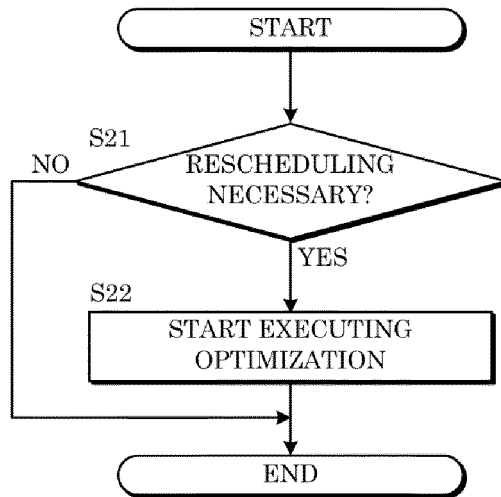 START
S21
NO
RESCHEDULING
NECESSARY?
YES
S22
START EXECUTING
OPTIMIZATION
END